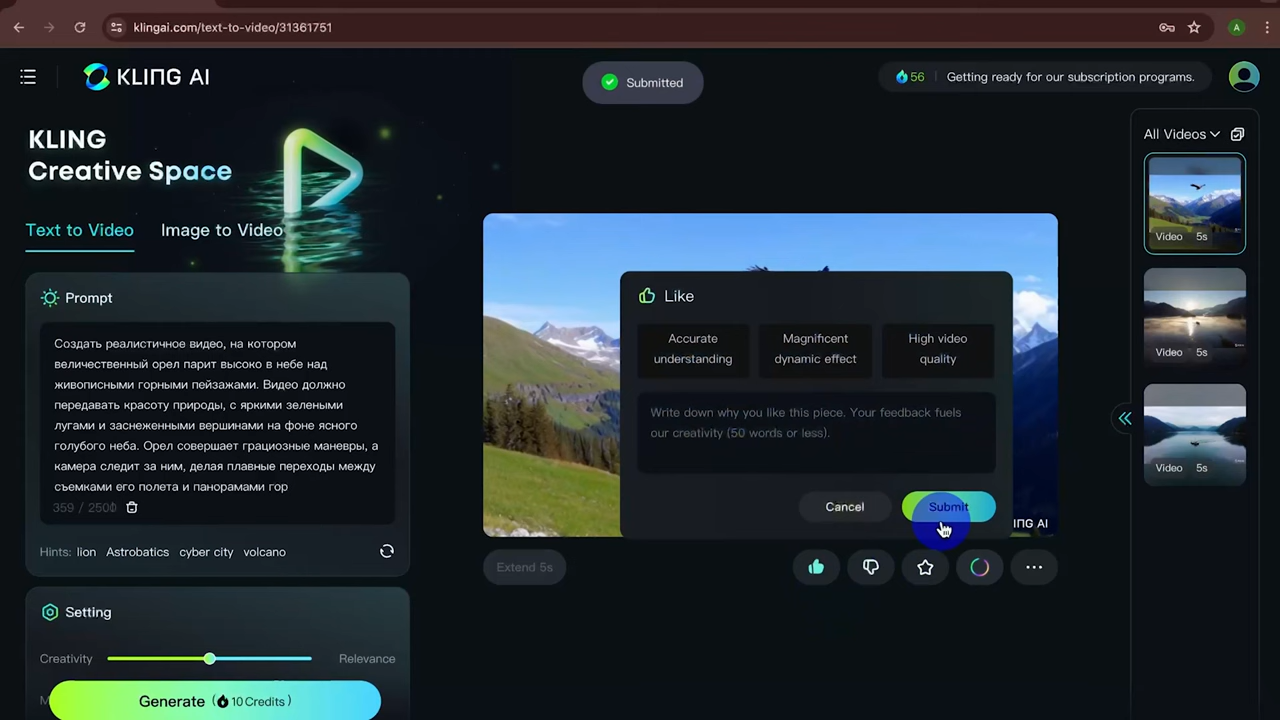 klingai.com/text-to-video/31361751
A
KLING AI
Submitted
56
Getting ready for our subscription programs.
KLING
Creative Space
All Videos
Text to Video
Image to Video
Video 5s
Prompt
Создать реалистичное видео, на котором
величественный орел парит высоко в небе над
живописными горными пейзажами. Видео должно
передавать красоту природы, с яркими зелеными
лугами и заснеженными вершинами на фоне ясного
голубого неба. Орел совершает грациозные маневры, а
камера следит за ним, делая плавные переходы между
съемками его полета и панорамами гор
359 / 2500
Hints: lion Astrobatics cyber city volcano
Like
Accurate
understanding
Magnificent
dynamic effect
High video
quality
Write down why you like this piece. Your feedback fuels
our creativity (50 words or less).
Cancel
Submit
Extend 5s
Video 5s
Video 5s
Setting
Creativity
Relevance
Generate
10 Credits